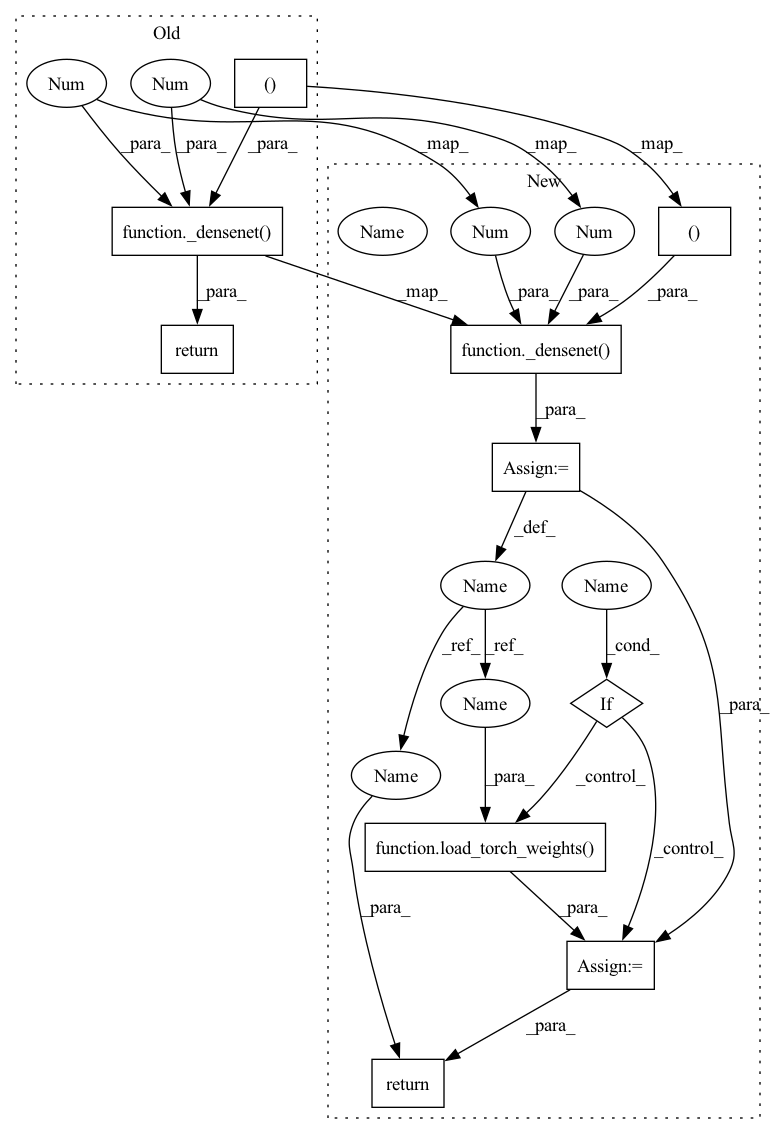 Old
Num
Num
()
_para_
_para_
_para_
_map_
_map_
_map_
New
function._densenet()
Name
Num
Num
()
_para_
_map_
_para_
_para_
_para_
return
function._densenet()
_para_
Assign:=
_def_
Name
Name
_ref_
_ref_
_cond_
_para_
Name
If
Name
_para_
_control_
function.load_torch_weights()
_control_
_para_
_para_
Assign:=
_para_
return